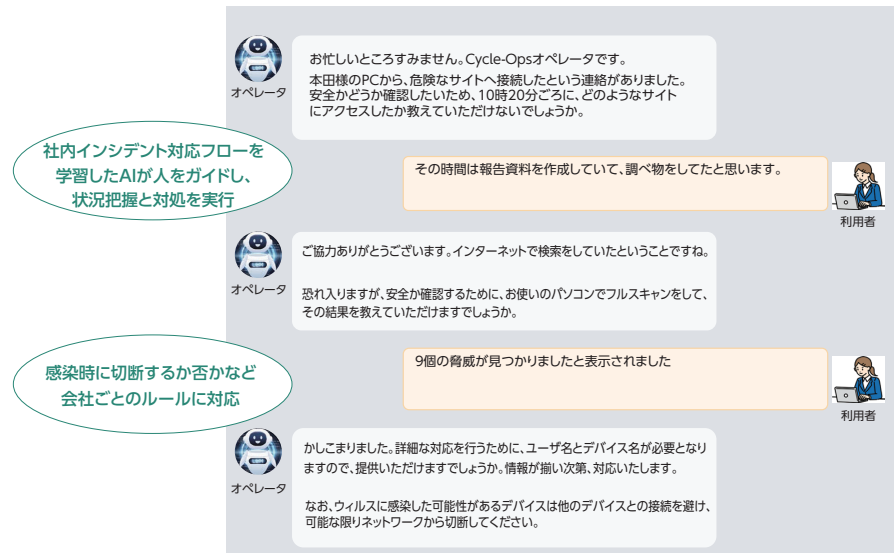 お忙しいところすみません。Cycle-Opsオペレータです。
本田様のPCから、危険なサイトへ接続したという連絡がありました。
安全かどうか確認したいため、10時20分ごろに、どのようなサイト
にアクセスしたか教えていただけないでしょうか。
オペレータ
社内インシデント対応フローを
学習したAIが人をガイドし、
状況把握と対処を実行
その時間は報告資料を作成していて、調べ物をしてたと思います。
利用者
ご協力ありがとうございます。インターネットで検索をしていたということですね。
恐れ入りますが、安全か確認するために、お使いのパソコンでフルスキャンをして、
その結果を教えていただけますでしょうか。
オペレータ
感染時に切断するか否かなど
会社ごとのルールに対応
9個の脅威が見つかりましたと表示されました
利用者
かしこまりました。詳細な対応を行うために、ユーザ名とデバイス名が必要となり
ますので、提供いただけますでしょうか。情報が揃い次第、対応いたします。
なお、ウィルスに感染した可能性があるデバイスは他のデバイスとの接続を避け、
可能な限りネットワークから切断してください。
オペレータ